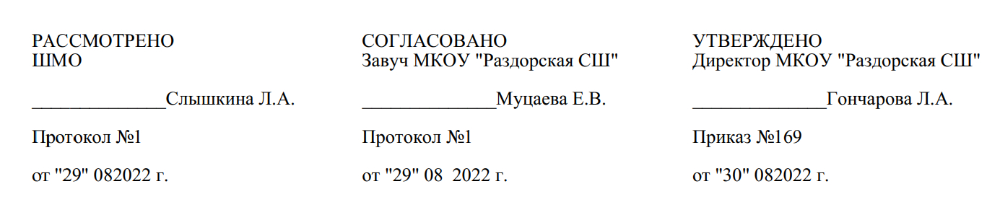 РАССМОТРЕНО
ШМО
______________Слышкина Л.А.
Протокол №1
от "29" 082022 г.
СОГЛАСОВАНО
Завуч МКОУ "Раздорская СШ"
______________Муцаева Е.В.
Протокол №1
от "29" 08  2022 г.
УТВЕРЖДЕНО
Директор МКОУ "Раздорская СШ"
______________Гончарова Л.А.
Приказ №169
от "30" 082022 г.